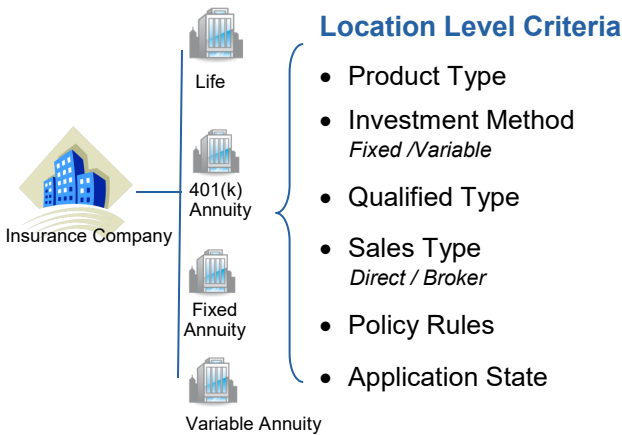 Insurance Company
Life
401(k)
Annuity
Fixed
Annuity
Variable Annuity
Location Level Criteria
• Product Type
• Investment Method
Fixed /Variable
• Qualified Type
• Sales Type
Direct / Broker
• Policy Rules
• Application State